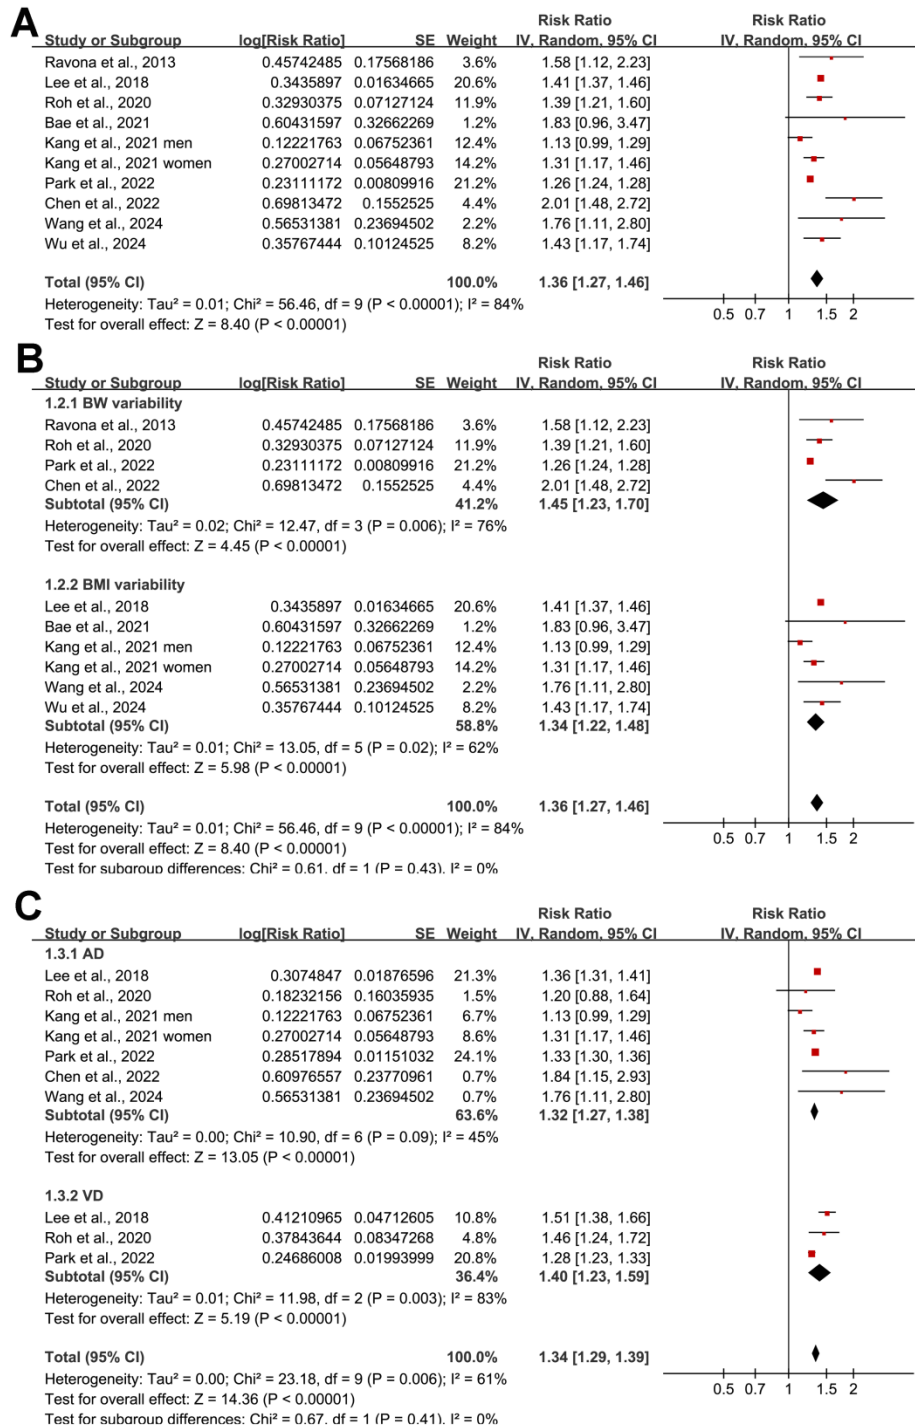 A
Risk Ratio Risk Ratio
Study or Subgroup log[Risk Ratio] SE Weight IV, Random, 95% CI IV, Random, 95% CI
Ravona et al., 2013 0.45742485 0.17568186 3.6% 1.58 [1.12, 2.23]
Lee et al., 2018 0.3435897 0.01634665 20.6% 1.41 [1.37, 1.46]
Roh et al., 2020 0.32930375 0.07127124 11.9% 1.39 [1.21, 1.60]
Bae et al., 2021 0.60431597 0.32662269 1.2% 1.83 [0.96, 3.47]
Kang et al., 2021 men 0.12221763 0.06752361 12.4% 1.13 [0.99, 1.29]
Kang et al., 2021 women 0.27002714 0.05648793 14.2% 1.31 [1.17, 1.46]
Park et al., 2022 0.23111172 0.00809916 21.2% 1.26 [1.24, 1.28]
Chen et al., 2022 0.69813472 0.1552525 4.4% 2.01 [1.48, 2.72]
Wang et al., 2024 0.56531381 0.23694502 2.2% 1.76 [1.11, 2.80]
Wu et al., 2024 0.35767444 0.10124525 8.2% 1.43 [1.17, 1.74]
Total (95% CI) 100.0% 1.36 [1.27, 1.46]
Heterogeneity: Tau² = 0.01; Chi² = 56.46, df = 9 (P < 0.00001); I² = 84%
Test for overall effect: Z = 8.40 (P < 0.00001)
0.5 0.7 1 1.5 2
B
Risk Ratio Risk Ratio
Study or Subgroup log[Risk Ratio] SE Weight IV, Random, 95% CI IV, Random, 95% CI
1.2.1 BW variability
Ravona et al., 2013 0.45742485 0.17568186 3.6% 1.58 [1.12, 2.23]
Roh et al., 2020 0.32930375 0.07127124 11.9% 1.39 [1.21, 1.60]
Park et al., 2022 0.23111172 0.00809916 21.2% 1.26 [1.24, 1.28]
Chen et al., 2022 0.69813472 0.1552525 4.4% 2.01 [1.48, 2.72]
Subtotal (95% CI) 41.2% 1.45 [1.23, 1.70]
Heterogeneity: Tau² = 0.02; Chi² = 12.47, df = 3 (P = 0.006); I² = 76%
Test for overall effect: Z = 4.45 (P < 0.00001)
1.2.2 BMI variability
Lee et al., 2018 0.3435897 0.01634665 20.6% 1.41 [1.37, 1.46]
Bae et al., 2021 0.60431597 0.32662269 1.2% 1.83 [0.96, 3.47]
Kang et al., 2021 men 0.12221763 0.06752361 12.4% 1.13 [0.99, 1.29]
Kang et al., 2021 women 0.27002714 0.05648793 14.2% 1.31 [1.17, 1.46]
Wang et al., 2024 0.56531381 0.23694502 2.2% 1.76 [1.11, 2.80]
Wu et al., 2024 0.35767444 0.10124525 8.2% 1.43 [1.17, 1.74]
Subtotal (95% CI) 58.8% 1.34 [1.22, 1.48]
Heterogeneity: Tau² = 0.01; Chi² = 13.05, df = 5 (P = 0.02); I² = 62%
Test for overall effect: Z = 5.98 (P < 0.00001)
Total (95% CI) 100.0% 1.36 [1.27, 1.46]
Heterogeneity: Tau² = 0.01; Chi² = 56.46, df = 9 (P < 0.00001); I² = 84%
Test for overall effect: Z = 8.40 (P < 0.00001)
Test for subgroup differences: Chi² = 0.61, df = 1 (P = 0.43), I² = 0%
0.5 0.7 1 1.5 2
C
Risk Ratio Risk Ratio
Study or Subgroup log[Risk Ratio] SE Weight IV, Random, 95% CI IV, Random, 95% CI
1.3.1 AD
Lee et al., 2018 0.3074847 0.01876596 21.3% 1.36 [1.31, 1.41]
Roh et al., 2020 0.18232156 0.16035935 1.5% 1.20 [0.88, 1.64]
Kang et al., 2021 men 0.12221763 0.06752361 6.7% 1.13 [0.99, 1.29]
Kang et al., 2021 women 0.27002714 0.05648793 8.6% 1.31 [1.17, 1.46]
Park et al., 2022 0.28517894 0.01151032 24.1% 1.33 [1.30, 1.36]
Chen et al., 2022 0.60976557 0.23770961 0.7% 1.84 [1.15, 2.93]
Wang et al., 2024 0.56531381 0.23694502 0.7% 1.76 [1.11, 2.80]
Subtotal (95% CI) 63.6% 1.32 [1.27, 1.38]
Heterogeneity: Tau² = 0.00; Chi² = 10.90, df = 6 (P = 0.09); I² = 45%
Test for overall effect: Z = 13.05 (P < 0.00001)
1.3.2 VD
Lee et al., 2018 0.41210965 0.04712605 10.8% 1.51 [1.38, 1.66]
Roh et al., 2020 0.37843644 0.08347268 4.8% 1.46 [1.24, 1.72]
Park et al., 2022 0.24686008 0.01993999 20.8% 1.28 [1.23, 1.33]
Subtotal (95% CI) 36.4% 1.40 [1.23, 1.59]
Heterogeneity: Tau² = 0.01; Chi² = 11.98, df = 2 (P = 0.003); I² = 83%
Test for overall effect: Z = 5.19 (P < 0.00001)
Total (95% CI) 100.0% 1.34 [1.29, 1.39]
Heterogeneity: Tau² = 0.00; Chi² = 23.18, df = 9 (P = 0.006); I² = 61%
Test for overall effect: Z = 14.36 (P < 0.00001)
Test for subgroup differences: Chi² = 0.67, df = 1 (P = 0.41), I² = 0%
0.5 0.7 1 1.5 2